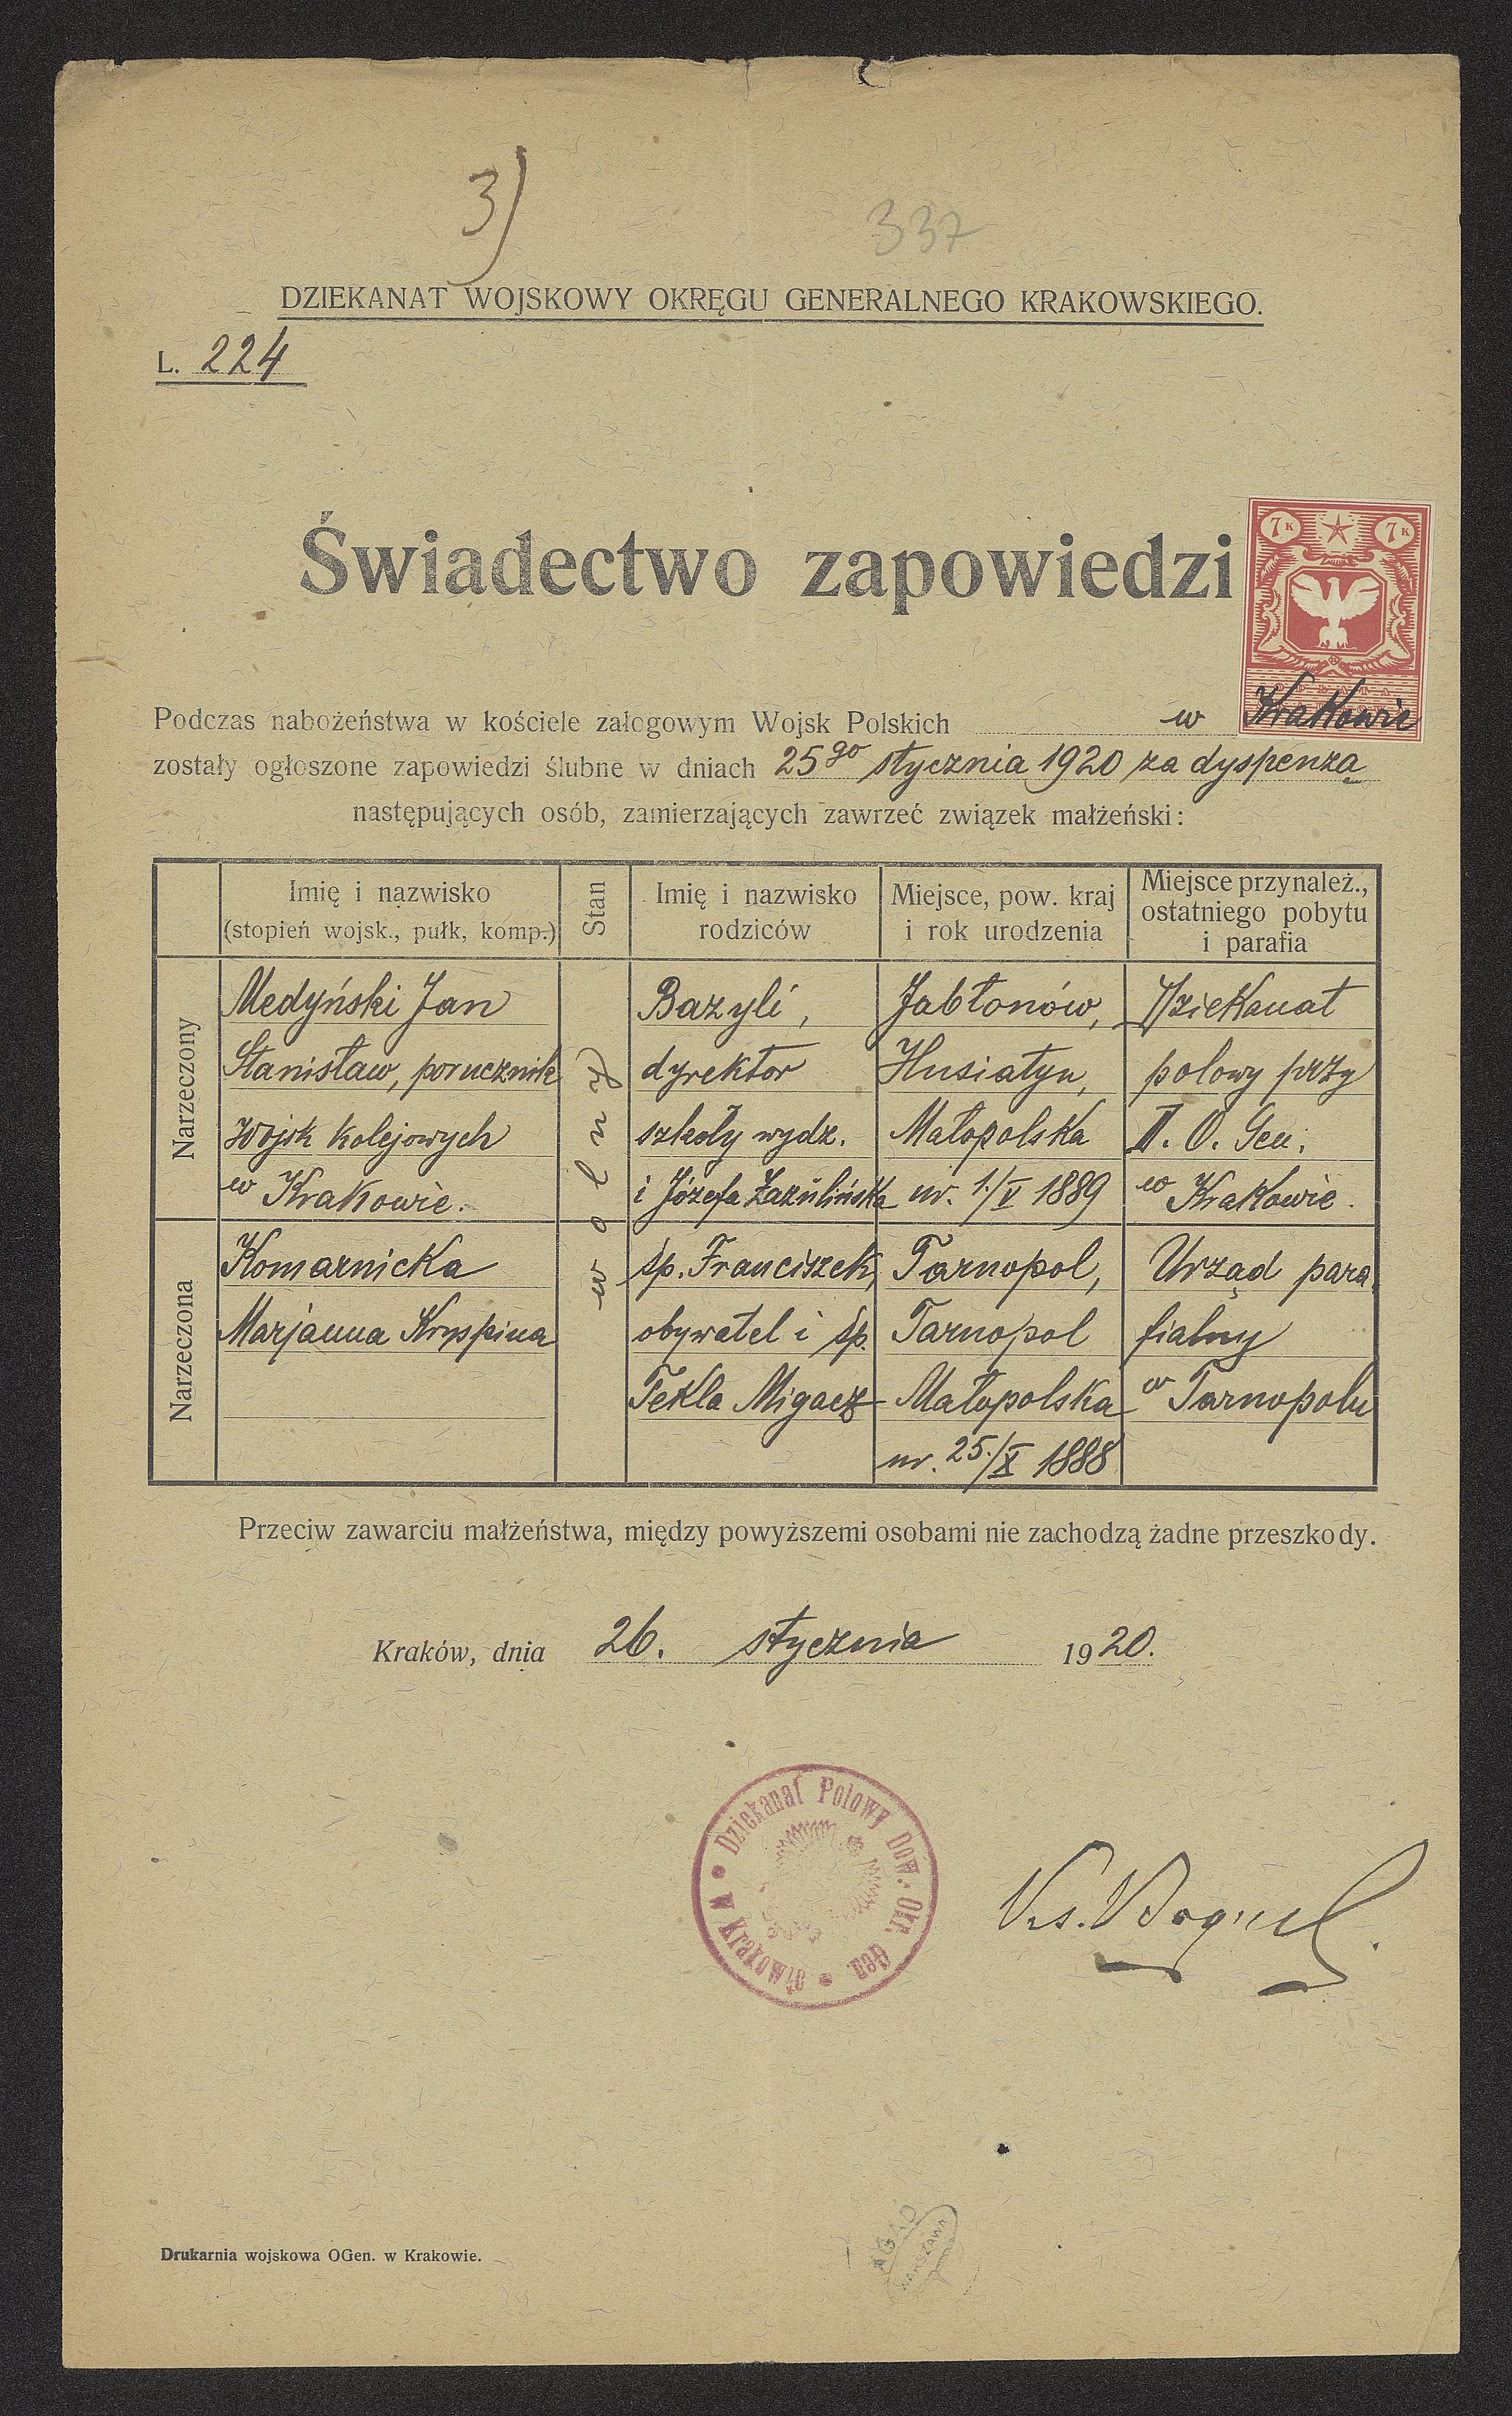 3)
337
DZIEKANAT WOJSKOWY OKRĘGU GENERALNEGO KRAKOWSKIEGO.
L. 224
Świadectwo zapowiedzi
7 K 7 K
Podczas nabożeństwa w kościele załogowym Wojsk Polskich w Krakowie
zostały ogłoszone zapowiedzi ślubne w dniach 25go stycznia 1920 za dyspenzą
następujących osób, zamierzających zawrzeć związek małżeński:
Imię i nazwisko
(stopień wojsk., pułk, komp.)
Stan
Imię i nazwisko
rodziców
Miejsce, pow. kraj
i rok urodzenia
Miejsce przynależ.,
ostatniego pobytu
i parafia
Narzeczony
Medyński Jan
Stanisław, porucznik
wojsk kolejowych
w Krakowie.
wolny
Bazyli,
dyrektor
szkoły wydz.
i Józefa Zazulińska
Jabłonów,
Husiatyn,
Małopolska
ur. 1./V 1889
Dziekanat
polowy przy
D. O. Gen.
w Krakowie.
Narzeczona
Komarnicka
Marjanna Kryspina
śp. Franciszek,
obywatel i śp.
Tekla Migacz
Tarnopol,
Tarnopol
Małopolska
ur. 25./X 1888
Urząd para
fialny
w Tarnopolu
Przeciw zawarciu małżeństwa, między powyższemi osobami nie zachodzą żadne przeszkody.
Kraków, dnia 26. stycznia 1920.
Dziekanat Polowy Dow. Okr. Gen. w Krakowie
Ks.
AGAD
WARSZAWA
Drukarnia wojskowa OGen. w Krakowie.